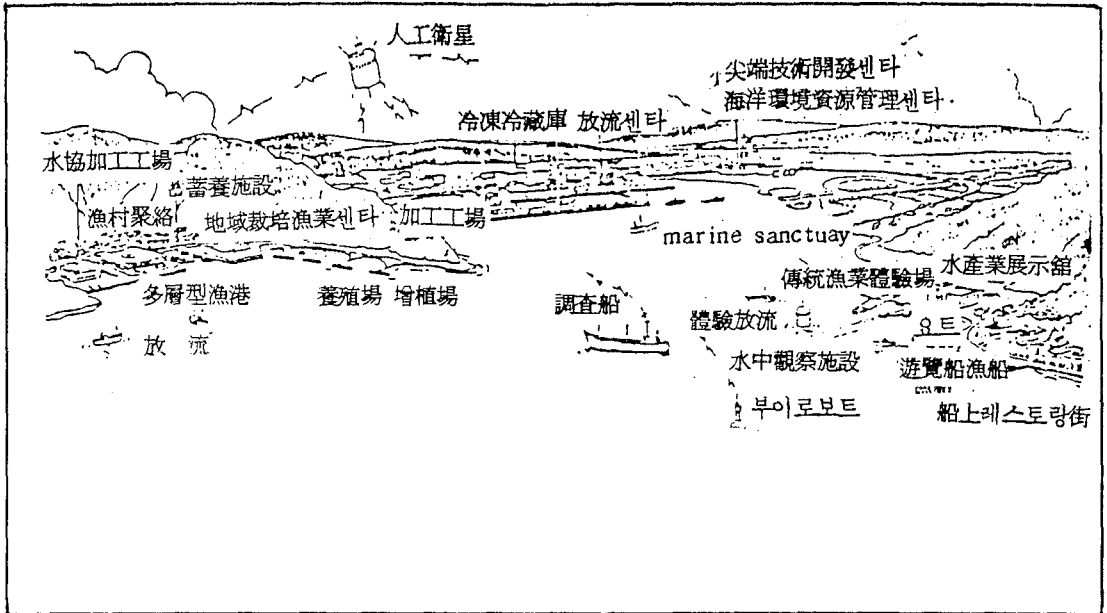 人工衛星
尖端技術開發센타
海洋環境資源管理센타
冷凍冷藏庫 放流센타
水協加工工場
蓄養施設
漁村聚絡
地域栽培漁業센타 加工工場
marine sanctuay
水產業展示舘
傳統漁業體驗場
多層型漁港 養殖場 增植場
調査船
體驗放流
요트
放流
水中觀察施設
遊覽船漁船
부이로보트
船上레스토랑街